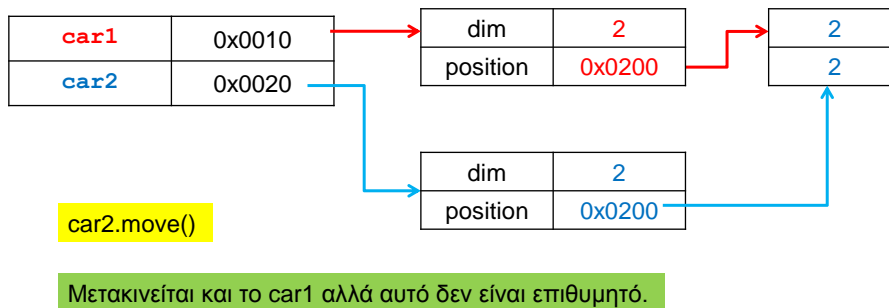 car1 0x0010 dim 2 2
car2 0x0020 position 0x0200 2
dim 2
position 0x0200
car2.move()
Μετακινείται και το car1 αλλά αυτό δεν είναι επιθυμητό.